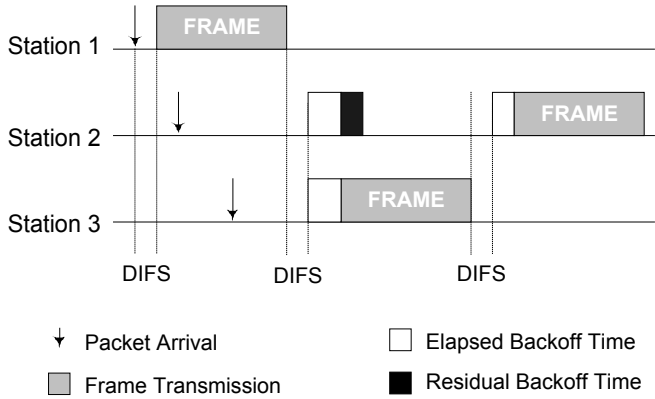 FRAME
Station 1
FRAME
Station 2
FRAME
Station 3
DIFS DIFS DIFS
Packet Arrival Elapsed Backoff Time
Frame Transmission Residual Backoff Time